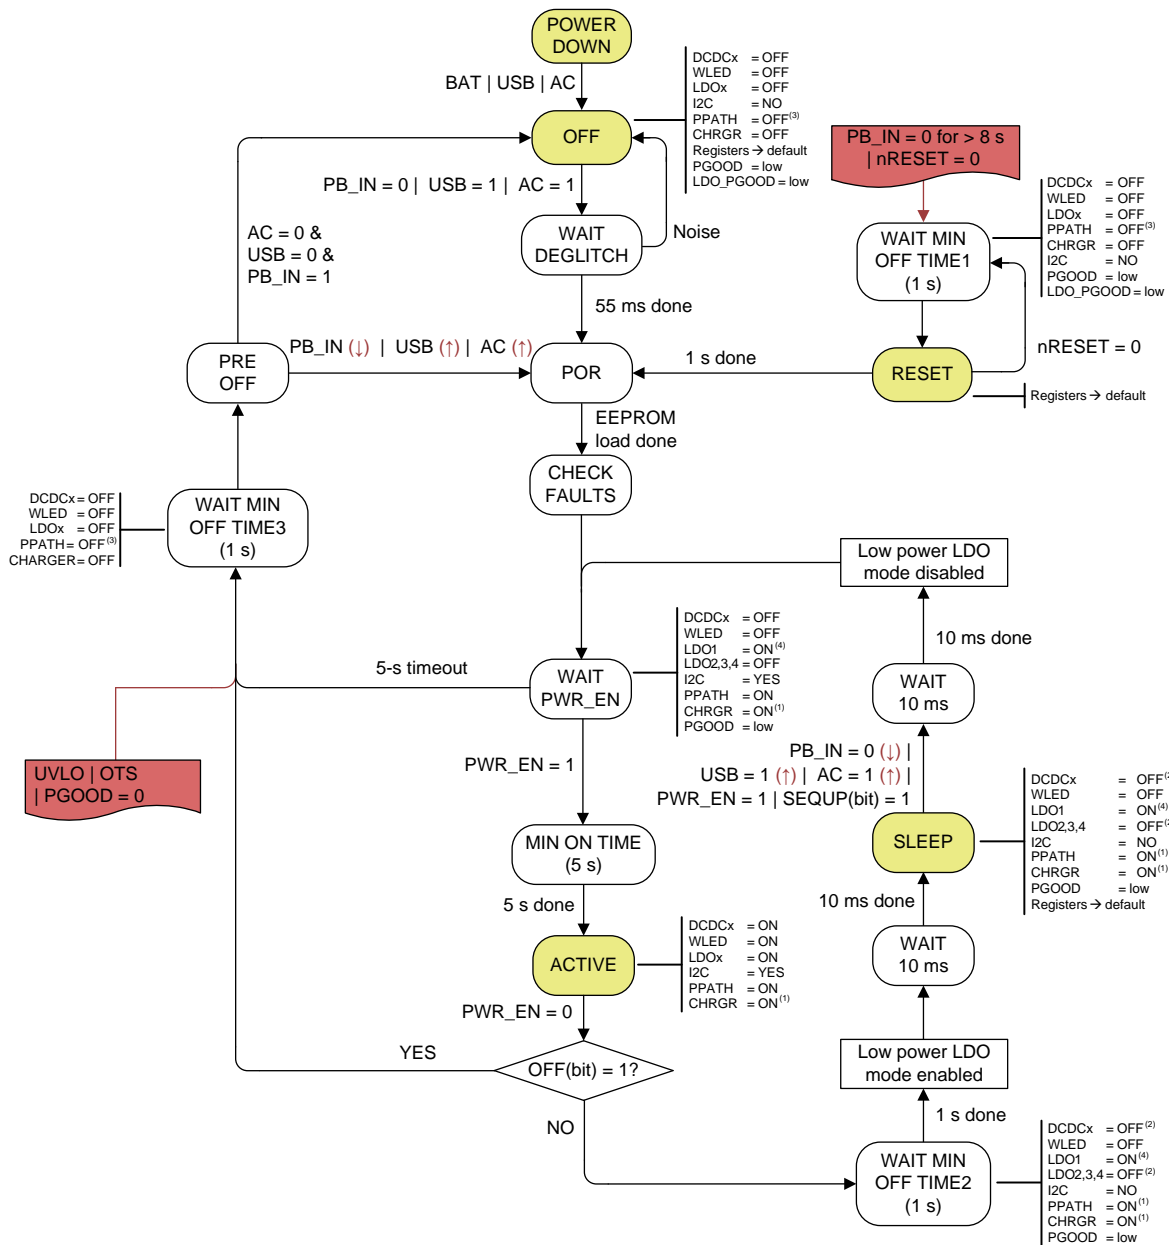 POWER
DOWN
BAT | USB | AC
DCDCx = OFF
WLED = OFF
LDOx = OFF
I2C = NO
PPATH = OFF(3)
CHRGR = OFF
Registers → default
PGOOD = low
LDO_PGOOD = low
OFF
PB_IN = 0 | USB = 1 | AC = 1
WAIT
DEGLITCH
Noise
55 ms done
AC = 0 &
USB = 0 &
PB_IN = 1
PB_IN = 0 for > 8 s
| nRESET = 0
DCDCx = OFF
WLED = OFF
LDOx = OFF
PPATH = OFF(3)
CHRGR = OFF
I2C = NO
PGOOD = low
LDO_PGOOD = low
WAIT MIN
OFF TIME1
(1 s)
nRESET = 0
RESET
Registers → default
1 s done
PRE
OFF
PB_IN (↓) | USB (↑) | AC (↑)
POR
EEPROM
load done
CHECK
FAULTS
DCDCx = OFF
WLED = OFF
LDOx = OFF
PPATH = OFF(3)
CHARGER = OFF
WAIT MIN
OFF TIME3
(1 s)
Low power LDO
mode disabled
10 ms done
WAIT
10 ms
DCDCx = OFF
WLED = OFF
LDO1 = ON(4)
LDO2,3,4 = OFF
I2C = YES
PPATH = ON
CHRGR = ON(1)
PGOOD = low
WAIT
PWR_EN
5-s timeout
UVLO | OTS
| PGOOD = 0
PWR_EN = 1
PB_IN = 0 (↓) |
USB = 1 (↑) | AC = 1 (↑) |
PWR_EN = 1 | SEQUP(bit) = 1
SLEEP
DCDCx = OFF(2
WLED = OFF
LDO1 = ON(4)
LDO2,3,4 = OFF(2
I2C = NO
PPATH = ON(1)
CHRGR = ON(1)
PGOOD = low
Registers → default
MIN ON TIME
(5 s)
5 s done
10 ms done
WAIT
10 ms
ACTIVE
DCDCx = ON
WLED = ON
LDOx = ON
I2C = YES
PPATH = ON
CHRGR = ON(1)
PWR_EN = 0
YES
OFF(bit) = 1?
NO
Low power LDO
mode enabled
1 s done
WAIT MIN
OFF TIME2
(1 s)
DCDCx = OFF(2)
WLED = OFF
LDO1 = ON(4)
LDO2,3,4 = OFF(2)
I2C = NO
PPATH = ON(1)
CHRGR = ON(1)
PGOOD = low